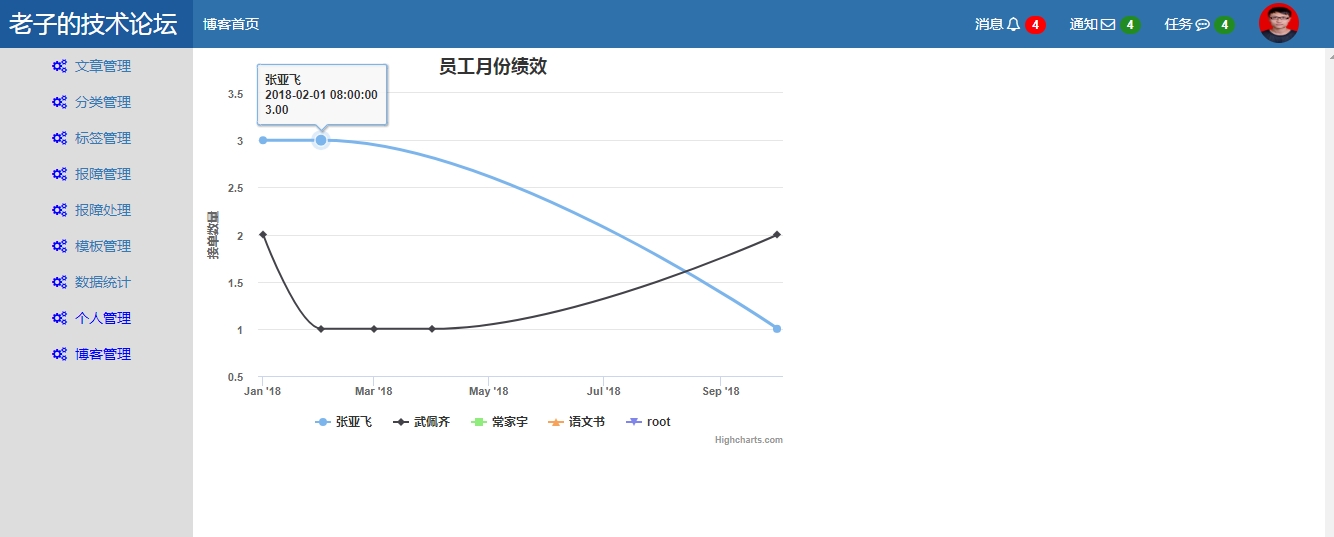 老子的技术论坛
博客首页
消息 4
通知 4
任务 4
文章管理
分类管理
标签管理
报障管理
报障处理
模板管理
数据统计
个人管理
博客管理
员工月份绩效
张亚飞
2018-02-01 08:00:00
3.00
接单数量
3.5
3
2.5
2
1.5
1
0.5
Jan '18 Mar '18 May '18 Jul '18 Sep '18
张亚飞 武佩齐 常家宇 语文书 root
Highcharts.com